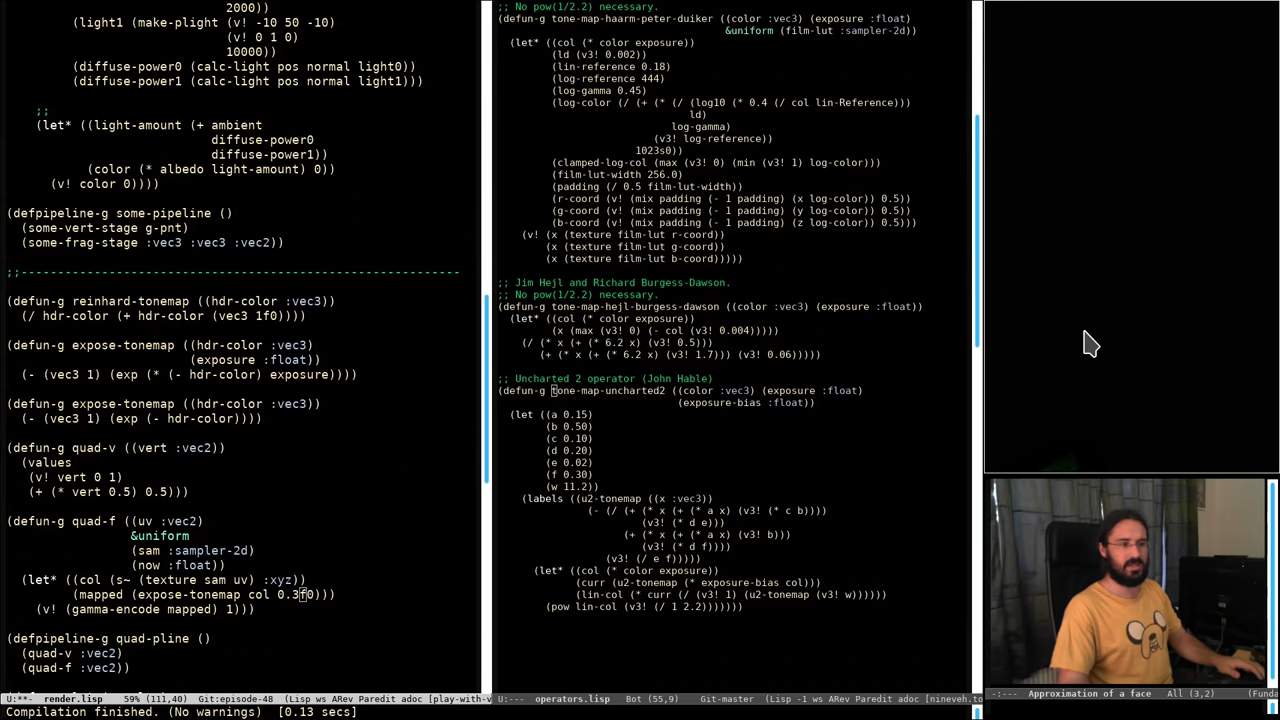 2000))
(light1 (make-plight (v! -10 50 -10)
(v! 0 1 0)
10000))
(diffuse-power0 (calc-light pos normal light0))
(diffuse-power1 (calc-light pos normal light1)))
;;
(let* ((light-amount (+ ambient
diffuse-power0
diffuse-power1))
(color (* albedo light-amount) 0))
(v! color 0))))
(defpipeline-g some-pipeline ()
(some-vert-stage g-pnt)
(some-frag-stage :vec3 :vec3 :vec2))
;;------------------------------------------------------------
(defun-g reinhard-tonemap ((hdr-color :vec3))
(/ hdr-color (+ hdr-color (vec3 1f0))))
(defun-g expose-tonemap ((hdr-color :vec3)
(exposure :float))
(- (vec3 1) (exp (* (- hdr-color) exposure))))
(defun-g expose-tonemap ((hdr-color :vec3))
(- (vec3 1) (exp (- hdr-color))))
(defun-g quad-v ((vert :vec2))
(values
(v! vert 0 1)
(+ (* vert 0.5) 0.5)))
(defun-g quad-f ((uv :vec2)
&uniform
(sam :sampler-2d)
(now :float))
(let* ((col (s~ (texture sam uv) :xyz))
(mapped (expose-tonemap col 0.3f0)))
(v! (gamma-encode mapped) 1)))
(defpipeline-g quad-pline ()
(quad-v :vec2)
(quad-f :vec2))
U:**- render.lisp 59% (111,40) Git:episode-48 (Lisp ws ARev Paredit adoc [play-with-v
Compilation finished. (No warnings) [0.13 secs]
;; No pow(1/2.2) necessary.
(defun-g tone-map-haarm-peter-duiker ((color :vec3) (exposure :float)
&uniform (film-lut :sampler-2d))
(let* ((col (* color exposure))
(ld (v3! 0.002))
(lin-reference 0.18)
(log-reference 444)
(log-gamma 0.45)
(log-color (/ (+ (* (/ (log10 (* 0.4 (/ col lin-Reference)))
ld)
log-gamma)
(v3! log-reference))
1023s0))
(clamped-log-col (max (v3! 0) (min (v3! 1) log-color)))
(film-lut-width 256.0)
(padding (/ 0.5 film-lut-width))
(r-coord (v! (mix padding (- 1 padding) (x log-color)) 0.5))
(g-coord (v! (mix padding (- 1 padding) (y log-color)) 0.5))
(b-coord (v! (mix padding (- 1 padding) (z log-color)) 0.5)))
(v! (x (texture film-lut r-coord))
(x (texture film-lut g-coord))
(x (texture film-lut b-coord)))))
;; Jim Hejl and Richard Burgess-Dawson.
;; No pow(1/2.2) necessary.
(defun-g tone-map-hejl-burgess-dawson ((color :vec3) (exposure :float))
(let* ((col (* color exposure))
(x (max (v3! 0) (- col (v3! 0.004)))))
(/ (* x (+ (* 6.2 x) (v3! 0.5)))
(+ (* x (+ (* 6.2 x) (v3! 1.7))) (v3! 0.06)))))
;; Uncharted 2 operator (John Hable)
(defun-g tone-map-uncharted2 ((color :vec3) (exposure :float)
(exposure-bias :float))
(let ((a 0.15)
(b 0.50)
(c 0.10)
(d 0.20)
(e 0.02)
(f 0.30)
(w 11.2))
(labels ((u2-tonemap ((x :vec3))
(- (/ (+ (* x (+ (* a x) (v3! (* c b))))
(v3! (* d e)))
(+ (* x (+ (* a x) (v3! b)))
(v3! (* d f))))
(v3! (/ e f)))))
(let* ((col (* color exposure))
(curr (u2-tonemap (* exposure-bias col)))
(lin-col (* curr (/ (v3! 1) (u2-tonemap (v3! w))))))
(pow lin-col (v3! (/ 1 2.2)))))))
U:--- operators.lisp Bot (55,9) Git-master (Lisp -1 ws ARev Paredit adoc [nineveh.to
-:--- Approximation of a face All (3,2) (Funda